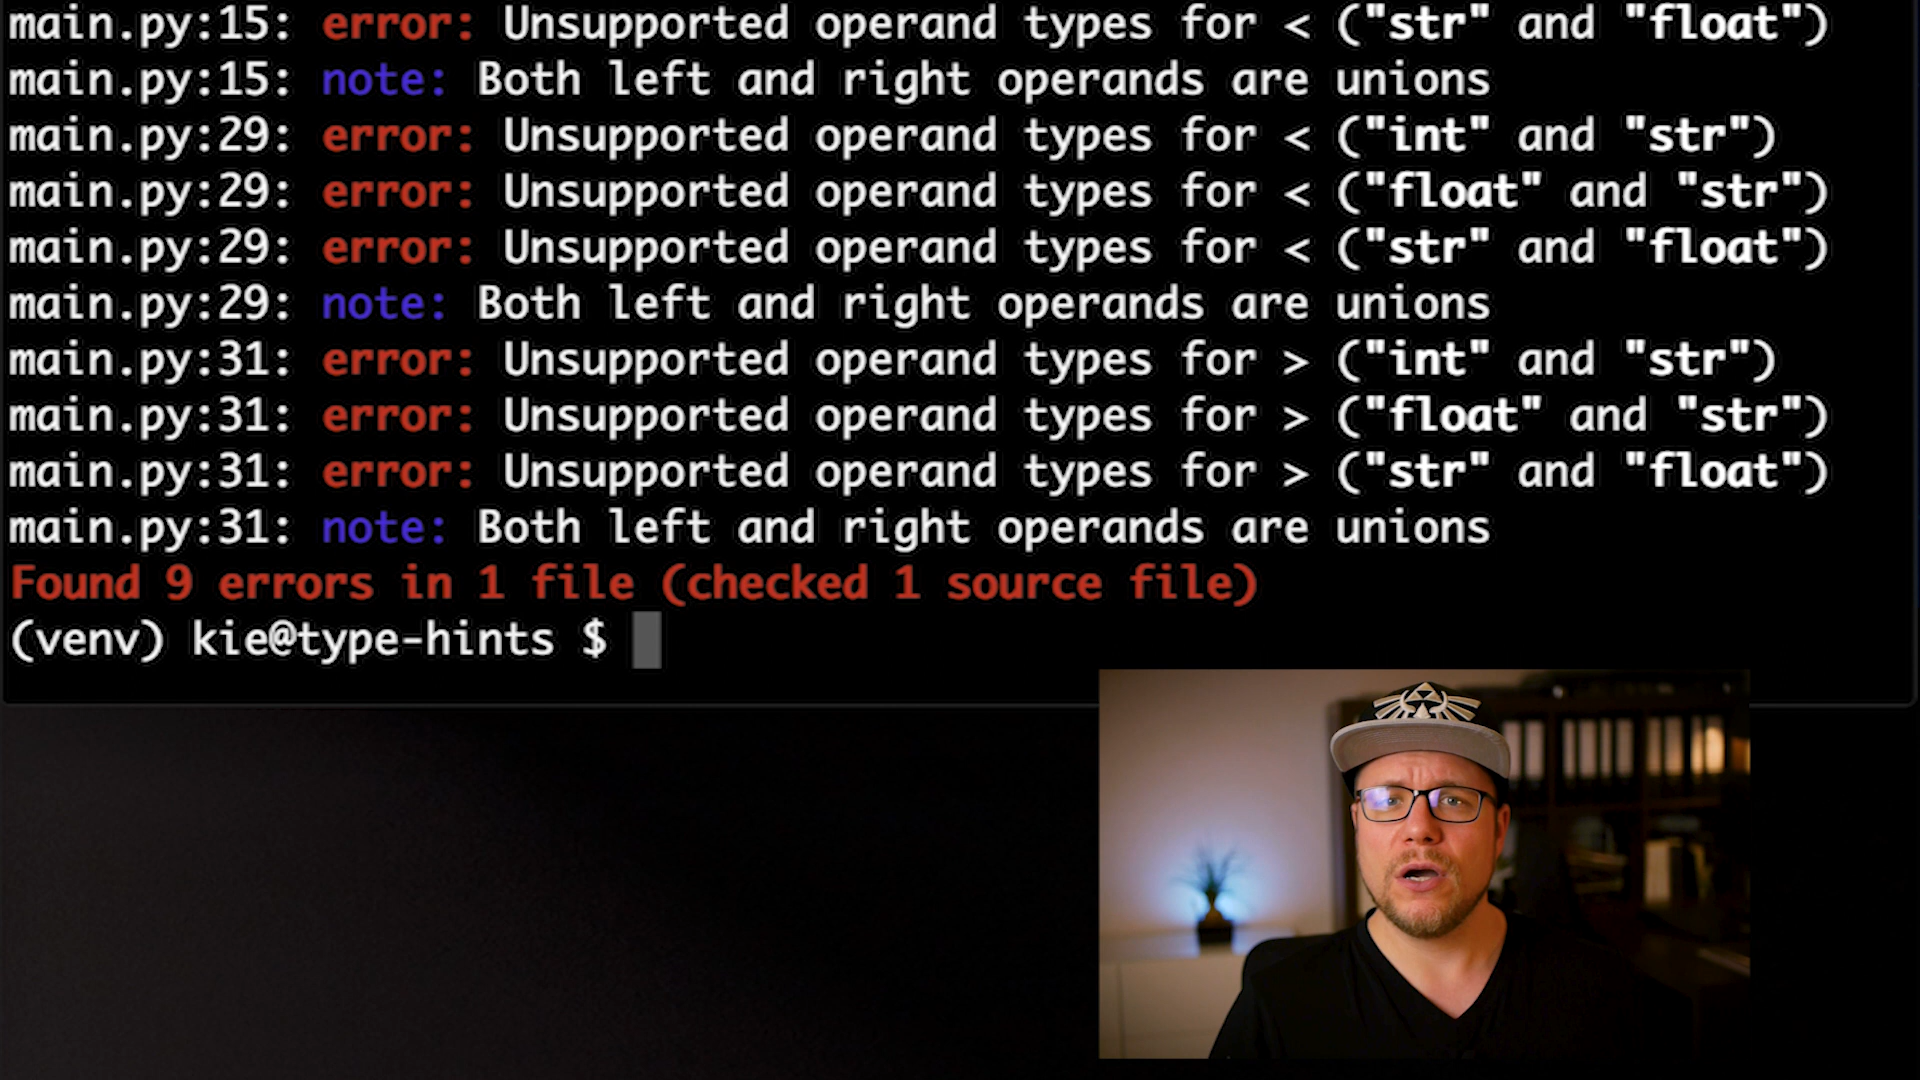 main.py:15: error: Unsupported operand types for < ("str" and "float")
main.py:15: note: Both left and right operands are unions
main.py:29: error: Unsupported operand types for < ("int" and "str")
main.py:29: error: Unsupported operand types for < ("float" and "str")
main.py:29: error: Unsupported operand types for < ("str" and "float")
main.py:29: note: Both left and right operands are unions
main.py:31: error: Unsupported operand types for > ("int" and "str")
main.py:31: error: Unsupported operand types for > ("float" and "str")
main.py:31: error: Unsupported operand types for > ("str" and "float")
main.py:31: note: Both left and right operands are unions
Found 9 errors in 1 file (checked 1 source file)
(venv) kie@type-hints $